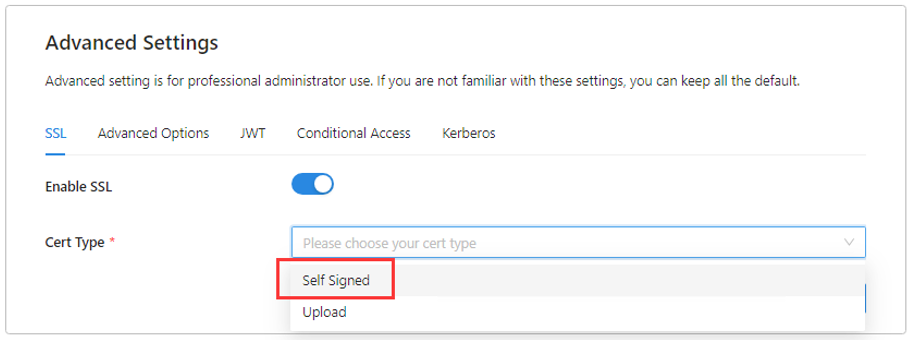 Advanced Settings
Advanced setting is for professional administrator use. If you are not familiar with these settings, you can keep all the default.
SSL Advanced Options JWT Conditional Access Kerberos
Enable SSL
Cert Type * Please choose your cert type
Self Signed
Upload